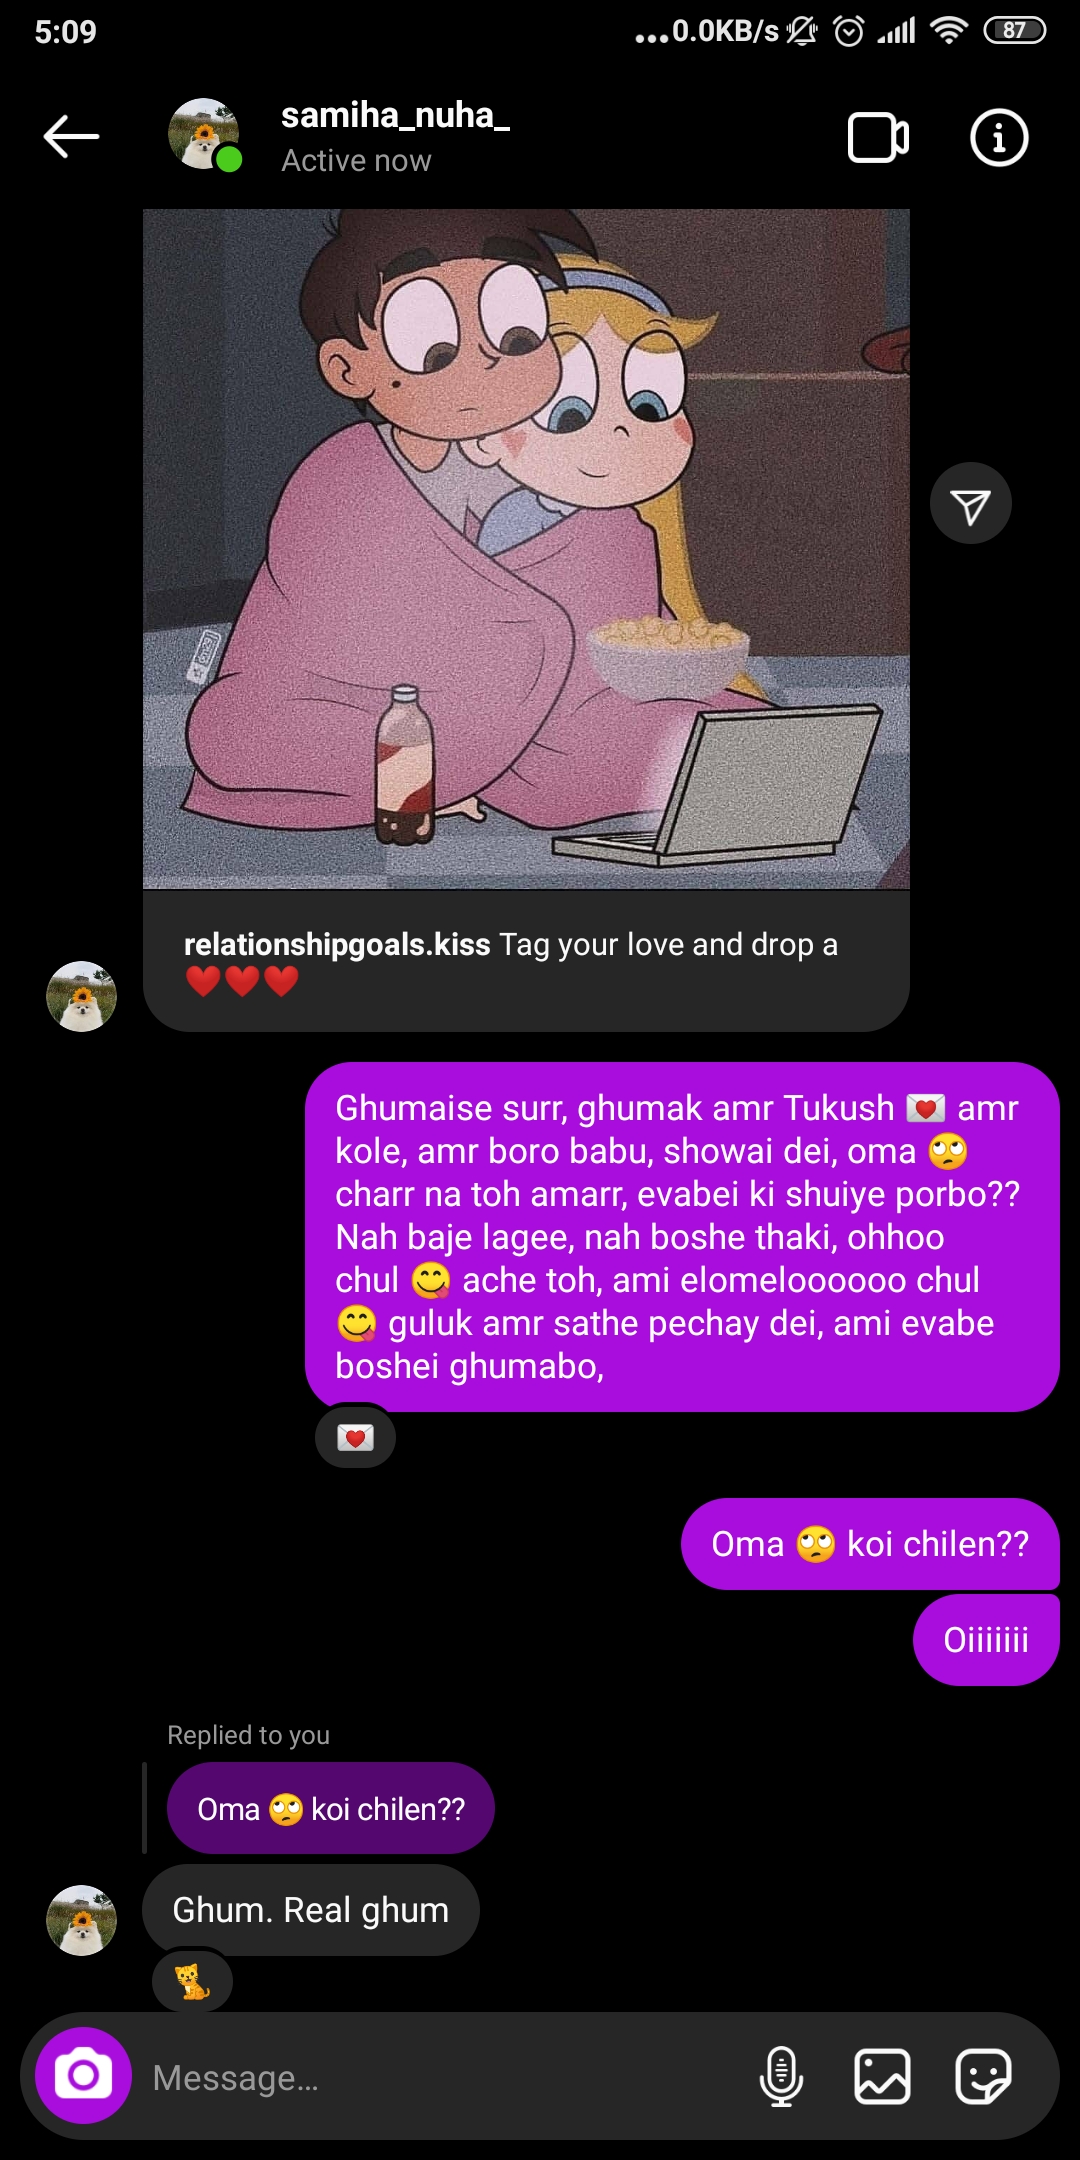 5:09
...0.0KB/s
87
samiha_nuha_
Active now
relationshipgoals.kiss Tag your love and drop a
❤️❤️❤️
Ghumaise surr, ghumak amr Tukush 💌 amr
kole, amr boro babu, showai dei, oma 🙄
charr na toh amarr, evabei ki shuiye porbo??
Nah baje lagee, nah boshe thaki, ohhoo
chul 😋 ache toh, ami elomeloooooo chul
😋 guluk amr sathe pechay dei, ami evabe
boshei ghumabo,
💌
Oma 🙄 koi chilen??
Oiiiiiii
Replied to you
Oma 🙄 koi chilen??
Ghum. Real ghum
🐈
Message...